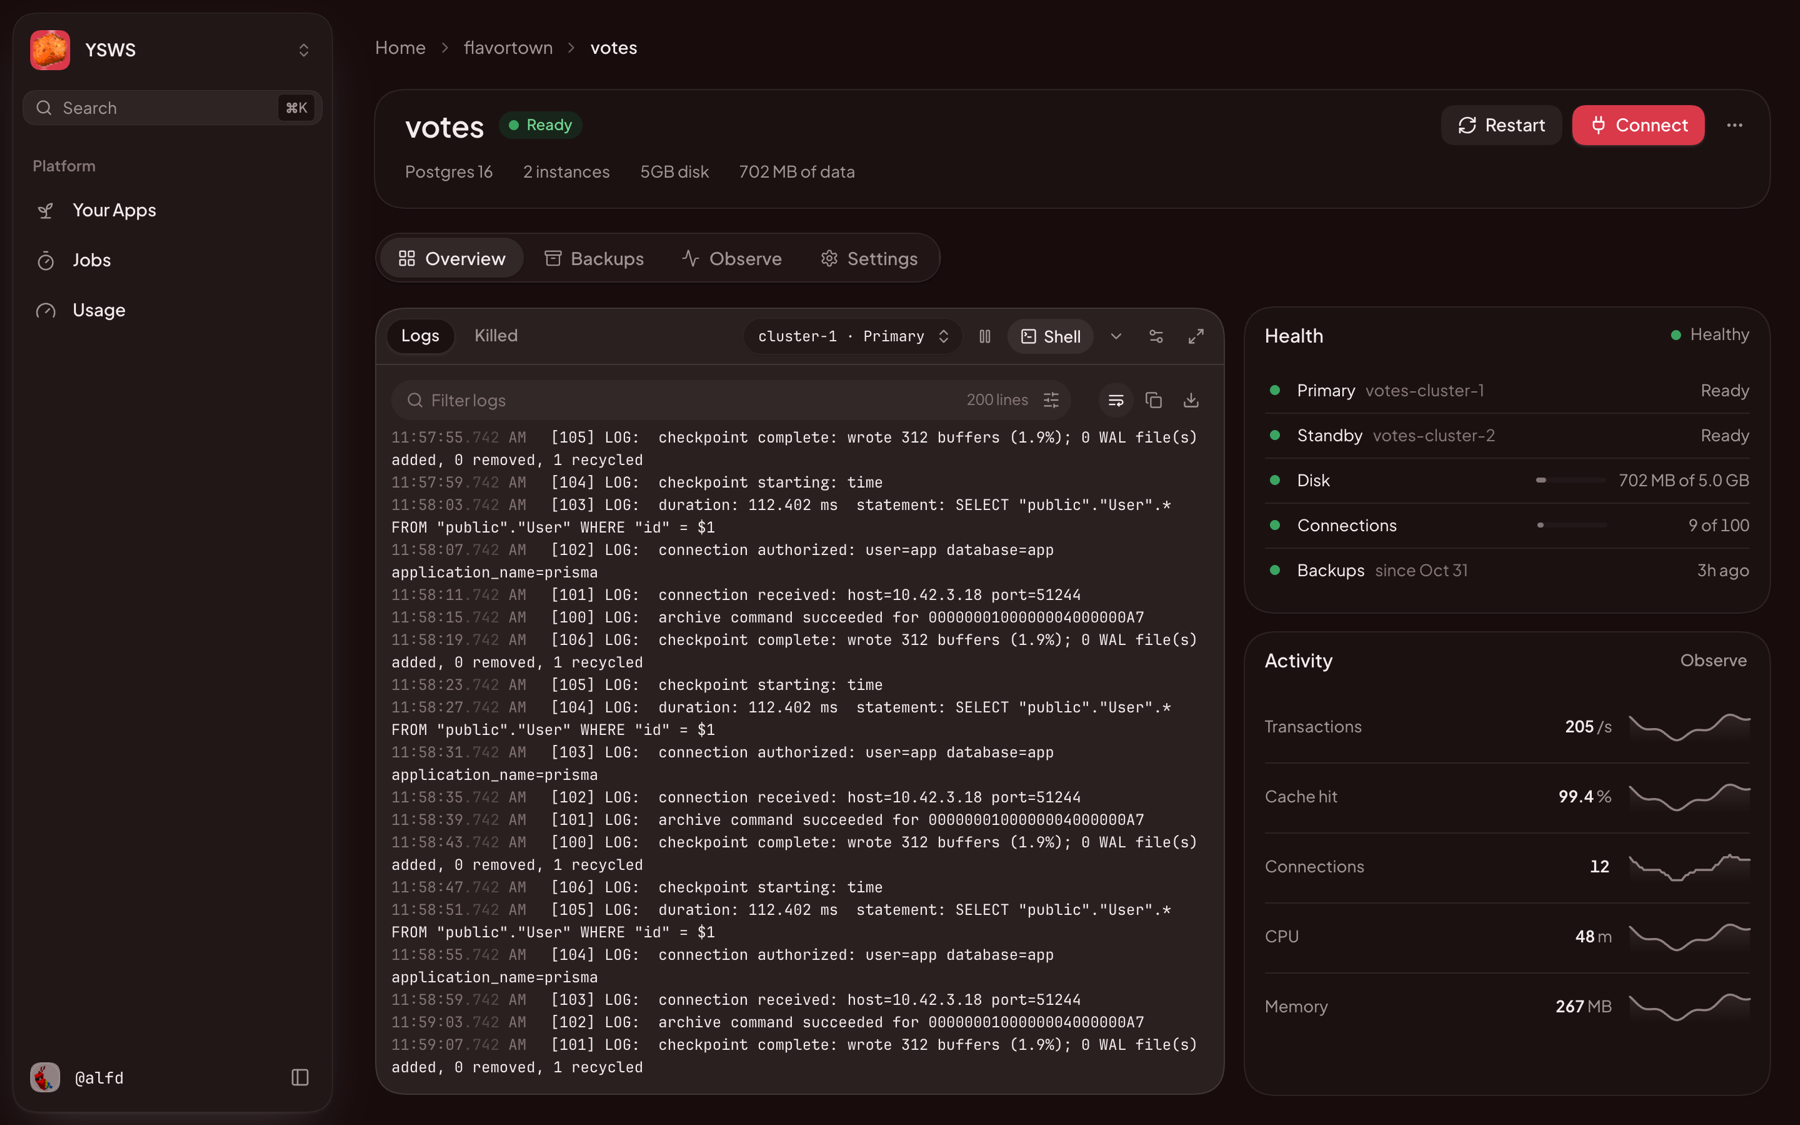 YSWS
Search ⌘K
Platform
Your Apps
Jobs
Usage
@alfd
Home > flavortown > votes
votes Ready
Restart Connect
Postgres 16 2 instances 5GB disk 702 MB of data
Overview Backups Observe Settings
Logs Killed cluster-1 · Primary Shell
Filter logs 200 lines
11:57:55.742 AM [105] LOG: checkpoint complete: wrote 312 buffers (1.9%); 0 WAL file(s)
added, 0 removed, 1 recycled
11:57:59.742 AM [104] LOG: checkpoint starting: time
11:58:03.742 AM [103] LOG: duration: 112.402 ms statement: SELECT "public"."User".*
FROM "public"."User" WHERE "id" = $1
11:58:07.742 AM [102] LOG: connection authorized: user=app database=app
application_name=prisma
11:58:11.742 AM [101] LOG: connection received: host=10.42.3.18 port=51244
11:58:15.742 AM [100] LOG: archive command succeeded for 0000000100000004000000A7
11:58:19.742 AM [106] LOG: checkpoint complete: wrote 312 buffers (1.9%); 0 WAL file(s)
added, 0 removed, 1 recycled
11:58:23.742 AM [105] LOG: checkpoint starting: time
11:58:27.742 AM [104] LOG: duration: 112.402 ms statement: SELECT "public"."User".*
FROM "public"."User" WHERE "id" = $1
11:58:31.742 AM [103] LOG: connection authorized: user=app database=app
application_name=prisma
11:58:35.742 AM [102] LOG: connection received: host=10.42.3.18 port=51244
11:58:39.742 AM [101] LOG: archive command succeeded for 0000000100000004000000A7
11:58:43.742 AM [100] LOG: checkpoint complete: wrote 312 buffers (1.9%); 0 WAL file(s)
added, 0 removed, 1 recycled
11:58:47.742 AM [106] LOG: checkpoint starting: time
11:58:51.742 AM [105] LOG: duration: 112.402 ms statement: SELECT "public"."User".*
FROM "public"."User" WHERE "id" = $1
11:58:55.742 AM [104] LOG: connection authorized: user=app database=app
application_name=prisma
11:58:59.742 AM [103] LOG: connection received: host=10.42.3.18 port=51244
11:59:03.742 AM [102] LOG: archive command succeeded for 0000000100000004000000A7
11:59:07.742 AM [101] LOG: checkpoint complete: wrote 312 buffers (1.9%); 0 WAL file(s)
added, 0 removed, 1 recycled
Health Healthy
Primary votes-cluster-1 Ready
Standby votes-cluster-2 Ready
Disk 702 MB of 5.0 GB
Connections 9 of 100
Backups since Oct 31 3h ago
Activity Observe
Transactions 205 /s
Cache hit 99.4 %
Connections 12
CPU 48 m
Memory 267 MB